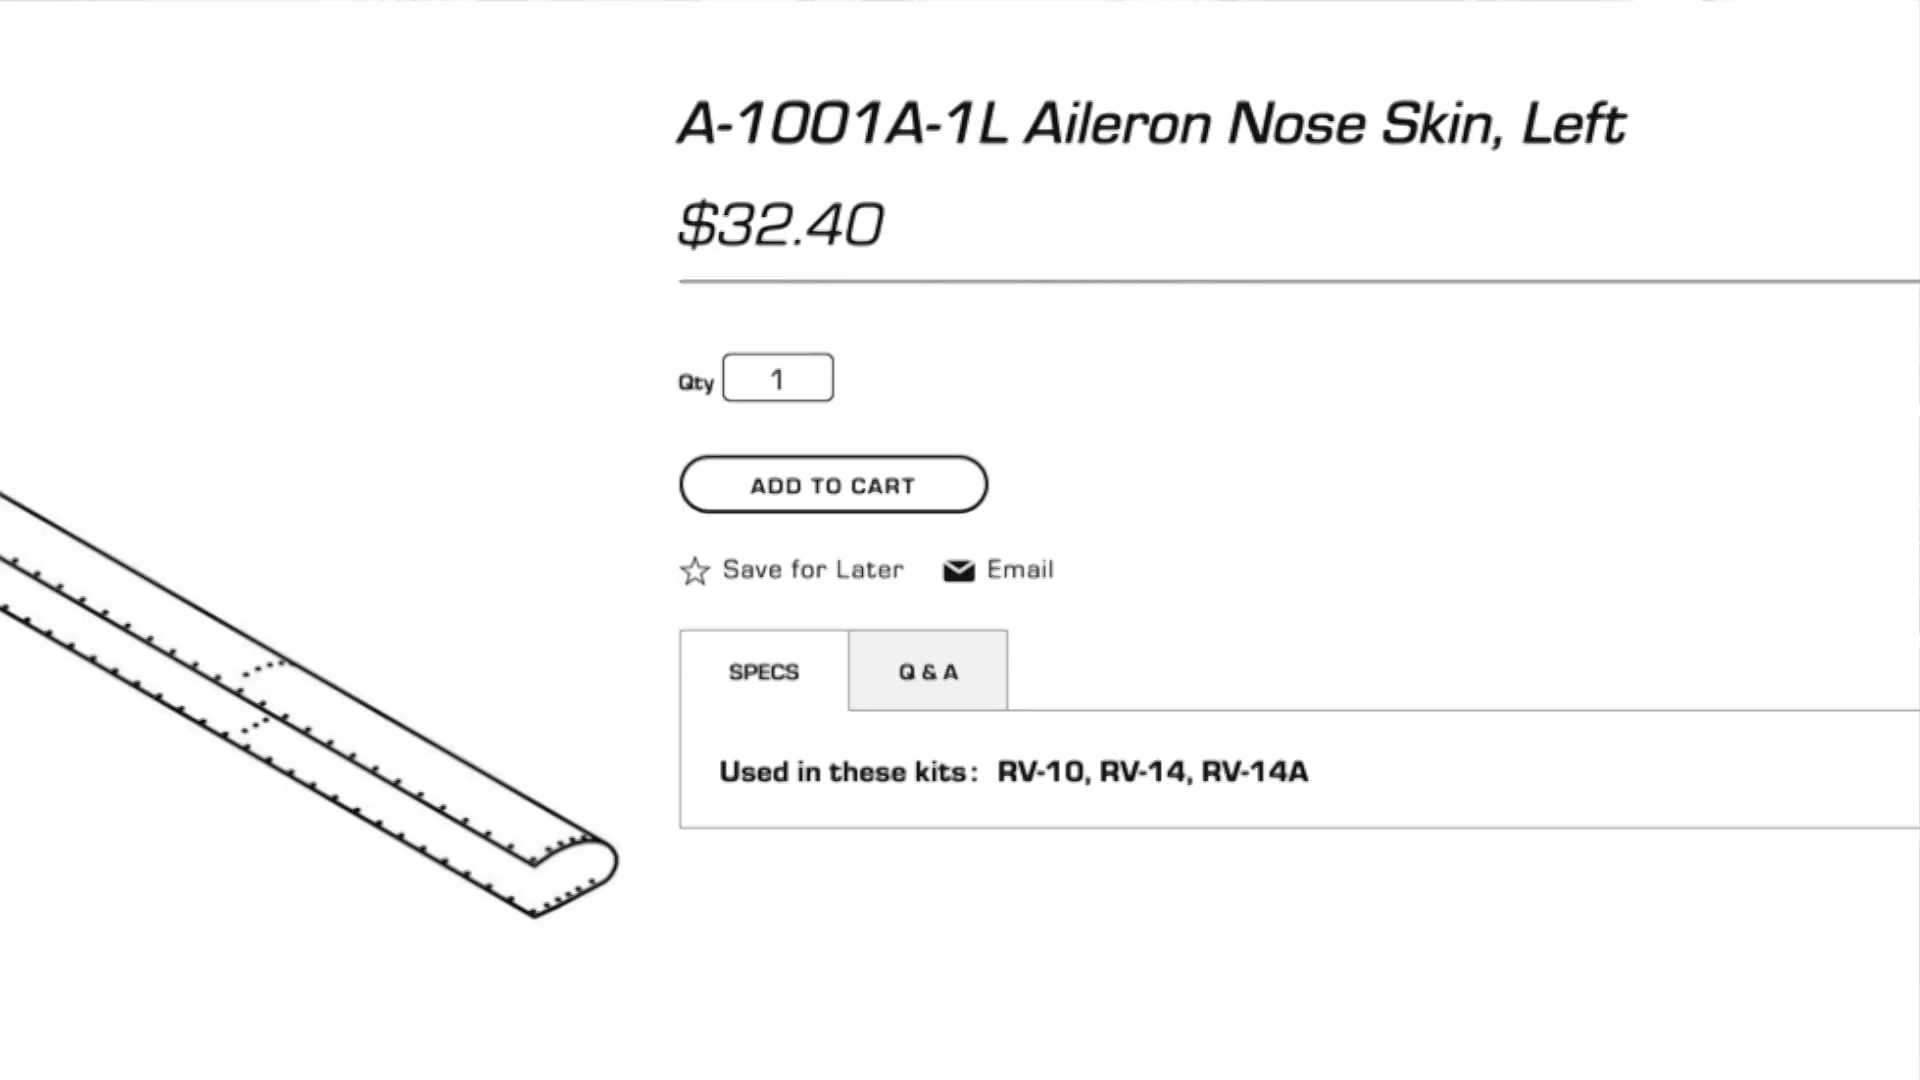 A-1001A-1L Aileron Nose Skin, Left
$32.40
Qty 1
ADD TO CART
Save for Later Email
SPECS Q & A
Used in these kits: RV-10, RV-14, RV-14A